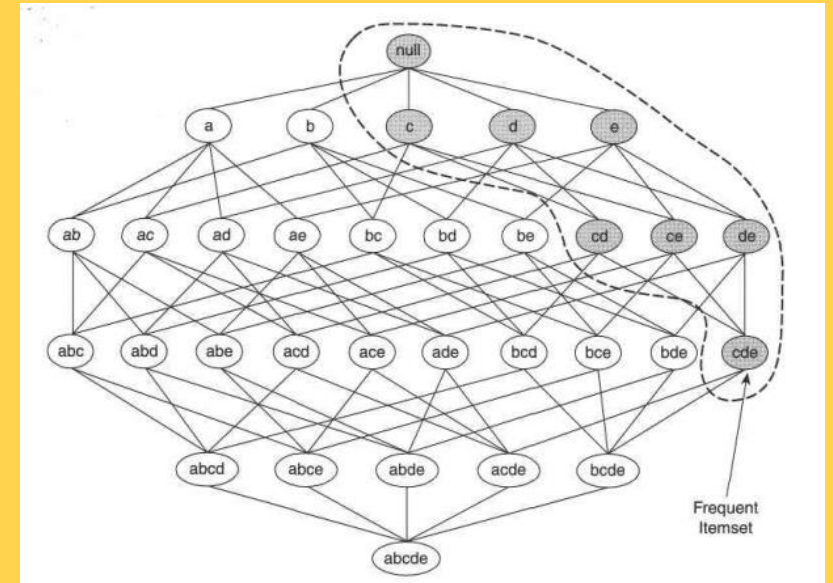 null
a b c d e
ab ac ad ae bc bd be cd ce de
abc abd abe acd ace ade bcd bce bde cde
abcd abce abde acde bcde
Frequent
Itemset
abcde